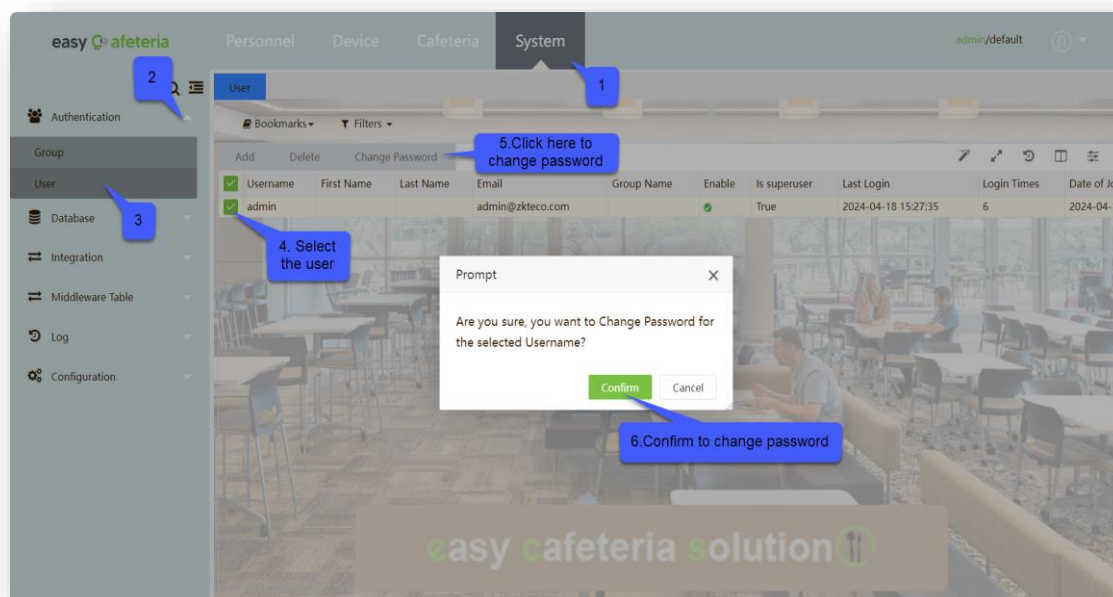 easy Cafeteria
Personnel Device Cafeteria System
admin/default
1
2
User
Authentication
Bookmarks Filters
Group
5.Click here to
change password
Add Delete Change Password
User
Username First Name Last Name Email Group Name Enable Is superuser Last Login Login Times Date of Jo
admin admin@zkteco.com True 2024-04-18 15:27:35 6 2024-04-
3
Database
4. Select
the user
Integration
Prompt
Middleware Table
Are you sure, you want to Change Password for
the selected Username?
Log
Configuration
Confirm Cancel
6.Confirm to change password
easy cafeteria solution